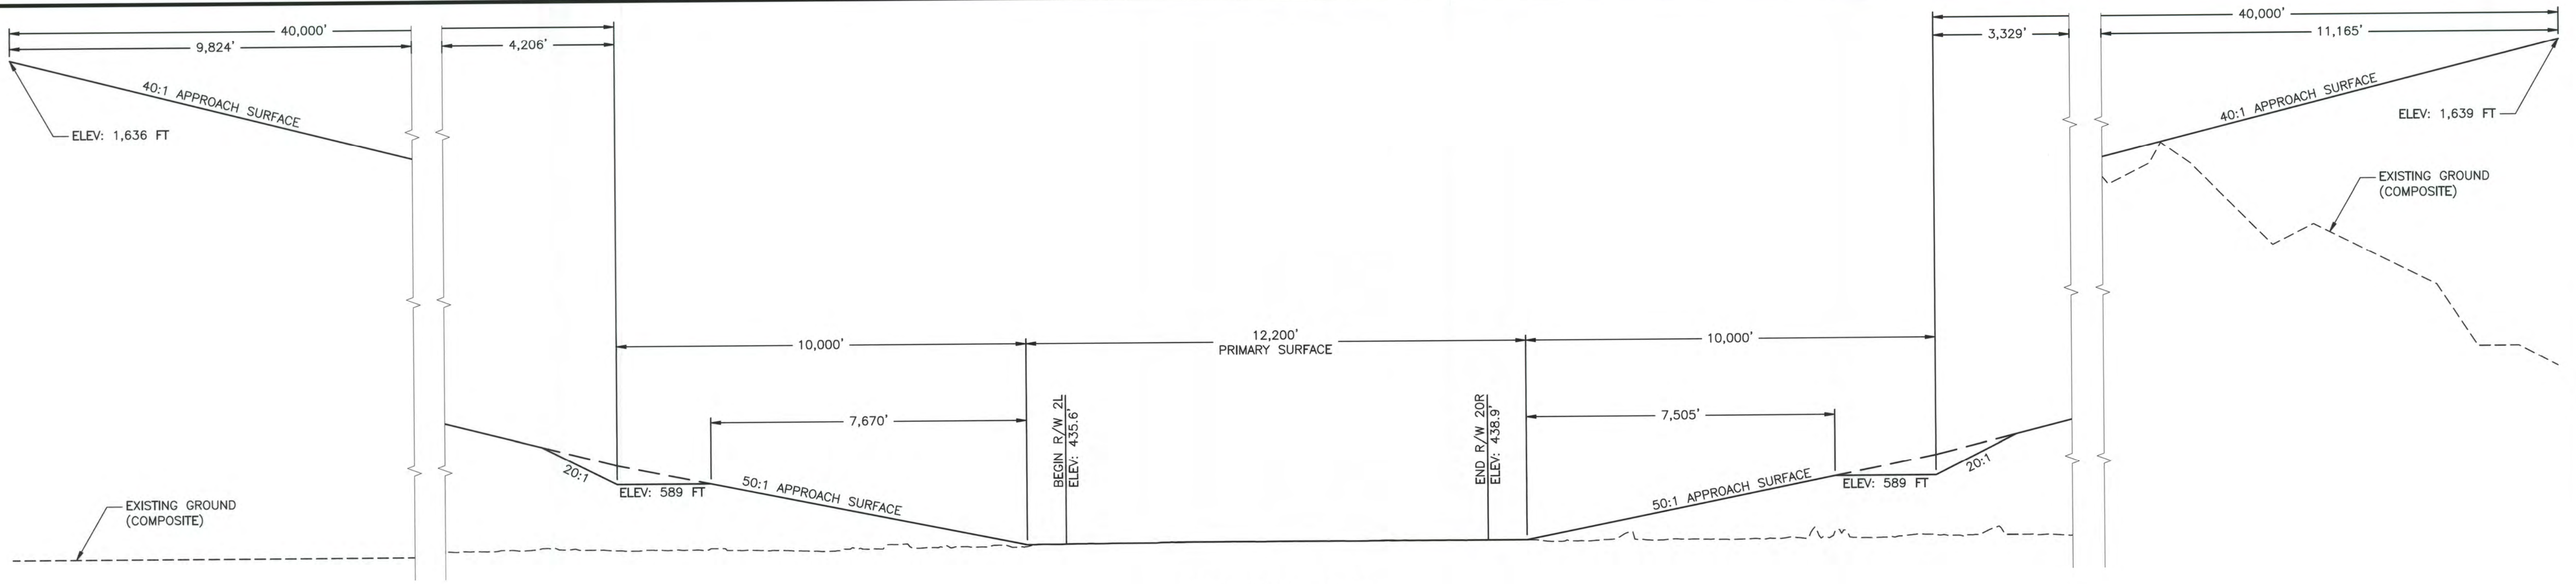 40,000'
9,824'
4,206'
40:1 APPROACH SURFACE
ELEV: 1,636 FT
EXISTING GROUND
(COMPOSITE)
20:1
ELEV: 589 FT
10,000'
7,670'
50:1 APPROACH SURFACE
BEGIN R/W 2L
ELEV: 435.6'
12,200'
PRIMARY SURFACE
END R/W 20R
ELEV: 438.9'
10,000'
7,505'
50:1 APPROACH SURFACE
ELEV: 589 FT
20:1
3,329'
40,000'
11,165'
40:1 APPROACH SURFACE
ELEV: 1,639 FT
EXISTING GROUND
(COMPOSITE)